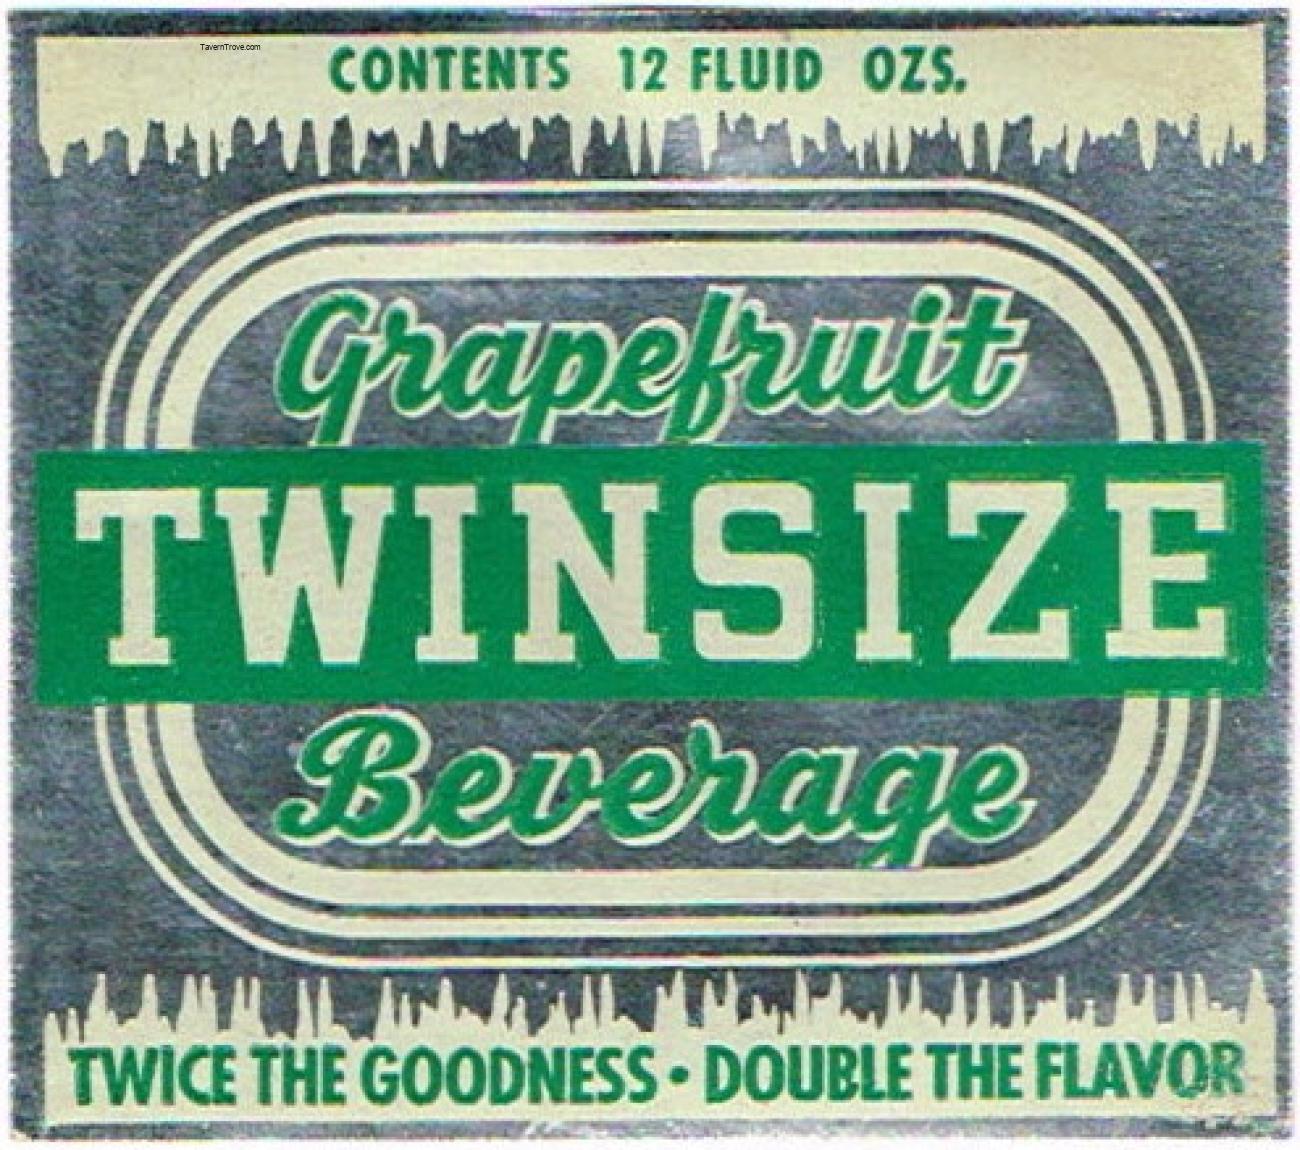 TavernTrove.com
CONTENTS 12 FLUID OZS.
Grapefruit
TWINSIZE
Beverage
TWICE THE GOODNESS • DOUBLE THE FLAVOR